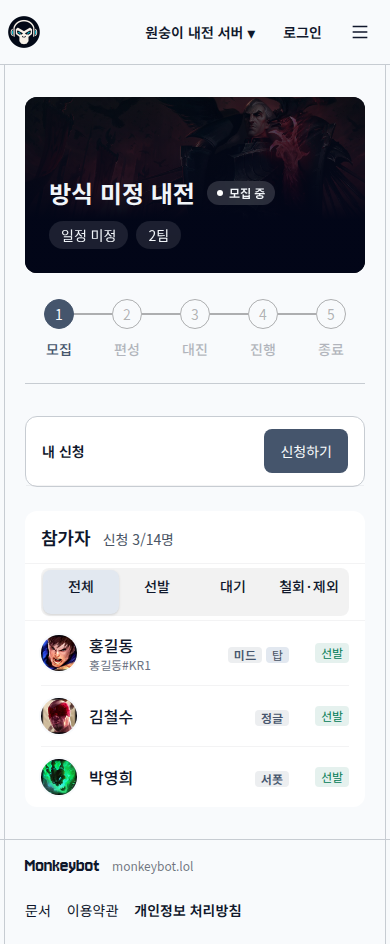 원숭이 내전 서버 ▾ 로그인
방식 미정 내전 모집 중
일정 미정 2팀
1 2 3 4 5
모집 편성 대진 진행 종료
내 신청 신청하기
참가자 신청 3/14명
전체 선발 대기 철회·제외
홍길동 미드 탑 선발
홍길동#KR1
김철수 정글 선발
박영희 서폿 선발
Monkeybot monkeybot.lol
문서 이용약관 개인정보 처리방침